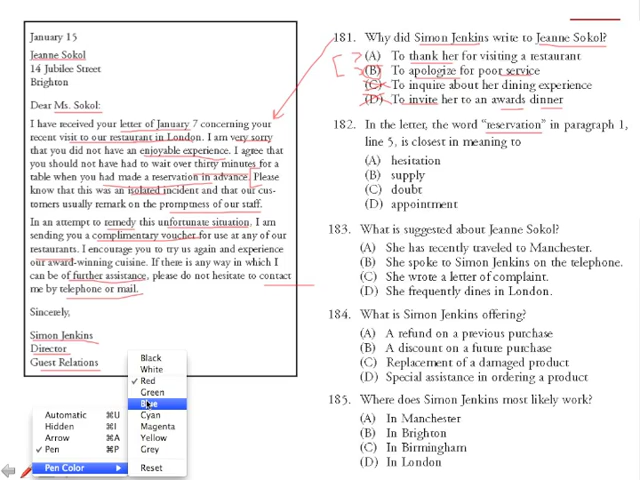 January 15
Jeanne Sokol
14 Jubilee Street
Brighton
Dear Ms. Sokol:
I have received your letter of January 7 concerning your
recent visit to our restaurant in London. I am very sorry
that you did not have an enjoyable experience. I agree that
you should not have had to wait over thirty minutes for a
table when you had made a reservation in advance. Please
know that this was an isolated incident and that our cus-
tomers usually remark on the promptness of our staff.
In an attempt to remedy this unfortunate situation, I am
sending you a complimentary voucher for use at any of our
restaurants. I encourage you to try us again and experience
our award-winning cuisine. If there is any way in which I
can be of further assistance, please do not hesitate to contact
me by telephone or mail.
Sincerely,
Simon Jenkins
Director
Guest Relations
181. Why did Simon Jenkins write to Jeanne Sokol?
(A) To thank her for visiting a restaurant
(B) To apologize for poor service
(C) To inquire about her dining experience
(D) To invite her to an awards dinner
182. In the letter, the word "reservation" in paragraph 1,
line 5, is closest in meaning to
(A) hesitation
(B) supply
(C) doubt
(D) appointment
183. What is suggested about Jeanne Sokol?
(A) She has recently traveled to Manchester.
(B) She spoke to Simon Jenkins on the telephone.
(C) She wrote a letter of complaint.
(D) She frequently dines in London.
184. What is Simon Jenkins offering?
(A) A refund on a previous purchase
(B) A discount on a future purchase
(C) Replacement of a damaged product
(D) Special assistance in ordering a product
185. Where does Simon Jenkins most likely work?
(A) In Manchester
(B) In Brighton
(C) In Birmingham
(D) In London
Automatic ⌘U
Hidden ⌘I
Arrow ⌘A
✓ Pen ⌘P
Pen Color ▶
Black
White
✓ Red
Green
Blue
Cyan
Magenta
Yellow
Grey
Reset